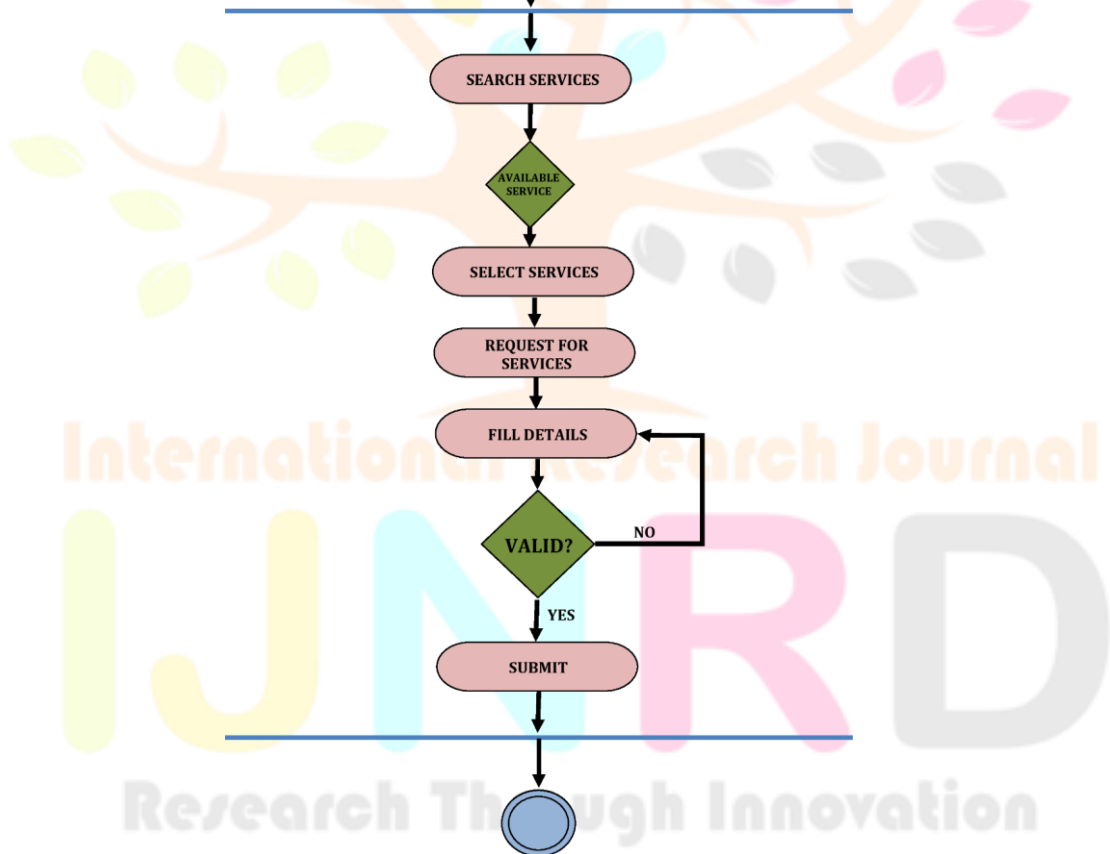 SEARCH SERVICES
AVAILABLE
SERVICE
SELECT SERVICES
REQUEST FOR
SERVICES
FILL DETAILS
International Research Journal
VALID?
NO
IJNRD
YES
SUBMIT
Research Through Innovation